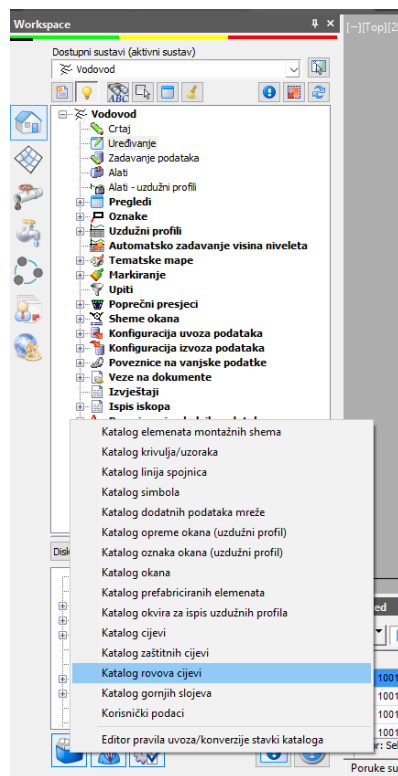 Workspace
[−][Top][2
Dostupni sustavi (aktivni sustav)
Vodovod
ABC
Vodovod
Crtaj
Uređivanje
Zadavanje podataka
Alati
Alati - uzdužni profili
Pregledi
Oznake
Uzdužni profili
Automatsko zadavanje visina niveleta
Tematske mape
Markiranje
Upiti
Poprečni presjeci
Sheme okana
Konfiguracija uvoza podataka
Konfiguracija izvoza podataka
Poveznice na vanjske podatke
Veze na dokumente
Izvještaji
Ispis iskopa
Katalog elemenata montažnih shema
Katalog krivulja/uzoraka
Katalog linija spojnica
Katalog simbola
Katalog dodatnih podataka mreže
Katalog opreme okana (uzdužni profil)
Disk
Katalog oznaka okana (uzdužni profil)
Katalog okana
Katalog prefabriciranih elemenata
Katalog okvira za ispis uzdužnih profila
ed
Katalog cijevi
Katalog zaštitnih cijevi
Katalog rovova cijevi
1001
Katalog gornjih slojeva
1001
Korisnički podaci
1001
1001
Editor pravila uvoza/konverzije stavki kataloga
r: Sel
Poruke su